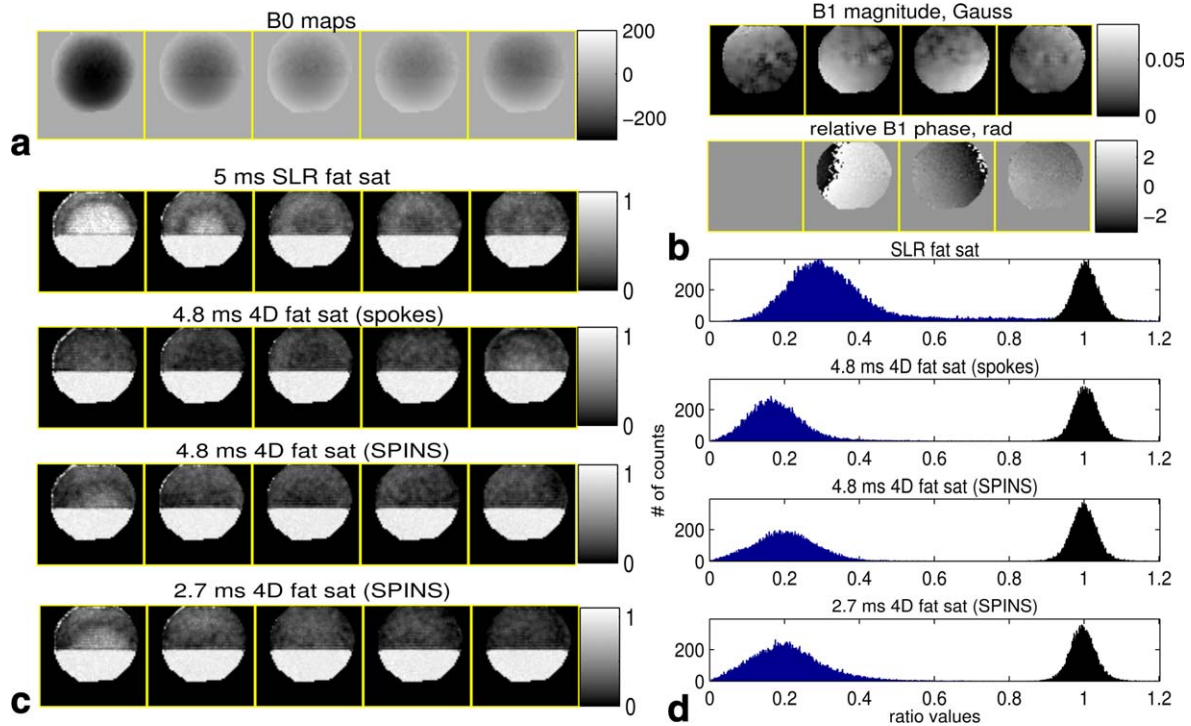 B0 maps
200
0
−200
a
5 ms SLR fat sat
1
0
4.8 ms 4D fat sat (spokes)
1
0
4.8 ms 4D fat sat (SPINS)
1
0
2.7 ms 4D fat sat (SPINS)
1
0
c
B1 magnitude, Gauss
0.05
0
relative B1 phase, rad
2
0
−2
b
SLR fat sat
200
0
0 0.2 0.4 0.6 0.8 1 1.2
4.8 ms 4D fat sat (spokes)
200
0
0 0.2 0.4 0.6 0.8 1 1.2
4.8 ms 4D fat sat (SPINS)
200
0
0 0.2 0.4 0.6 0.8 1 1.2
2.7 ms 4D fat sat (SPINS)
200
0
0 0.2 0.4 0.6 0.8 1 1.2
# of counts
ratio values
d